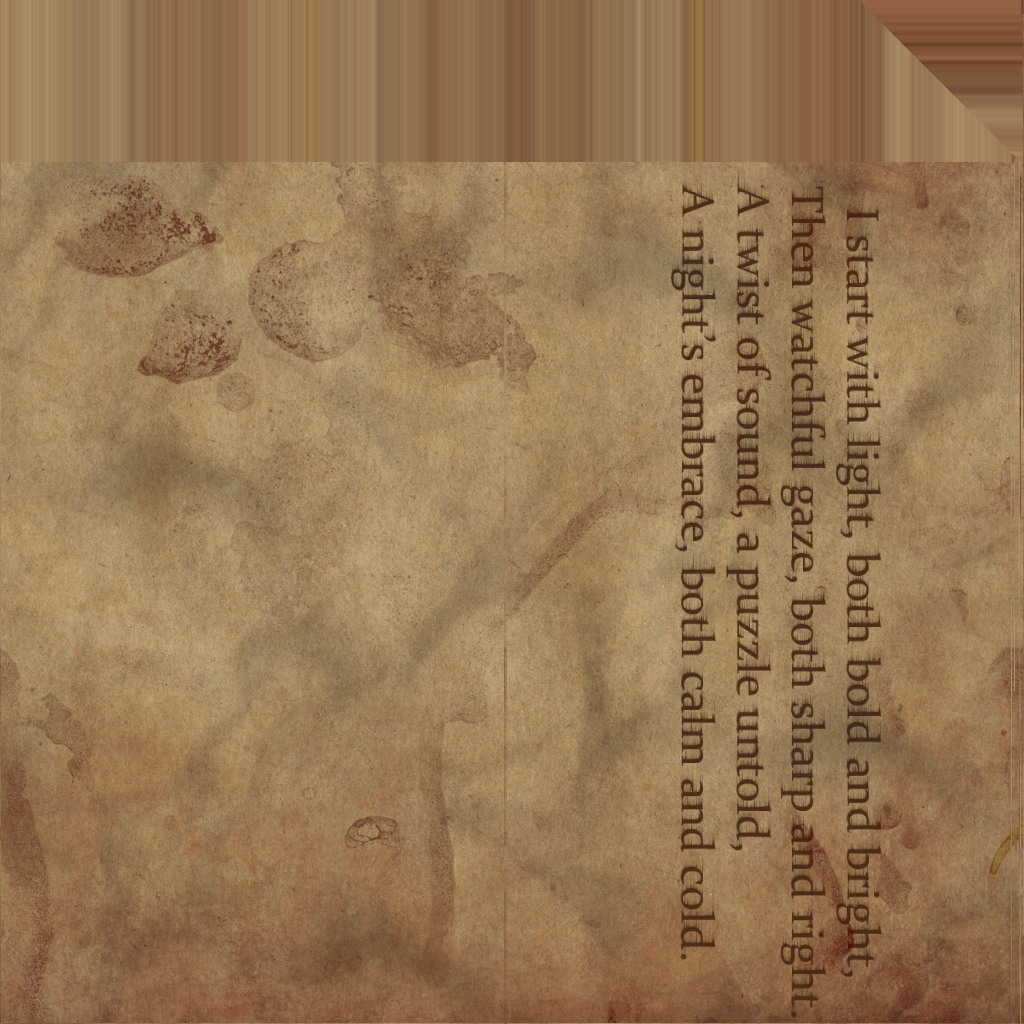 I start with light, both bold and bright,
Then watchful gaze, both sharp and right.
A twist of sound, a puzzle untold,
A night's embrace, both calm and cold.